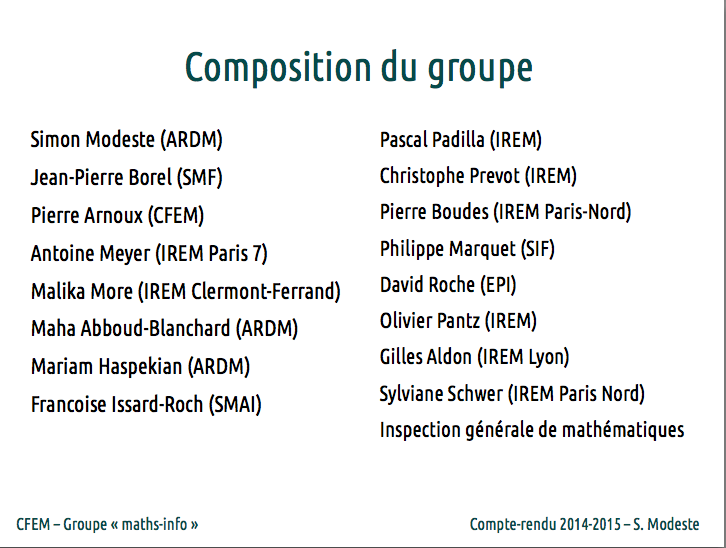 Composition du groupe
Simon Modeste (ARDM)
Jean-Pierre Borel (SMF)
Pierre Arnoux (CFEM)
Antoine Meyer (IREM Paris 7)
Malika More (IREM Clermont-Ferrand)
Maha Abboud-Blanchard (ARDM)
Mariam Haspekian (ARDM)
Francoise Issard-Roch (SMAI)
Pascal Padilla (IREM)
Christophe Prevot (IREM)
Pierre Boudes (IREM Paris-Nord)
Philippe Marquet (SIF)
David Roche (EPI)
Olivier Pantz (IREM)
Gilles Aldon (IREM Lyon)
Sylviane Schwer (IREM Paris Nord)
Inspection générale de mathématiques
CFEM – Groupe « maths-info »
Compte-rendu 2014-2015 – S. Modeste